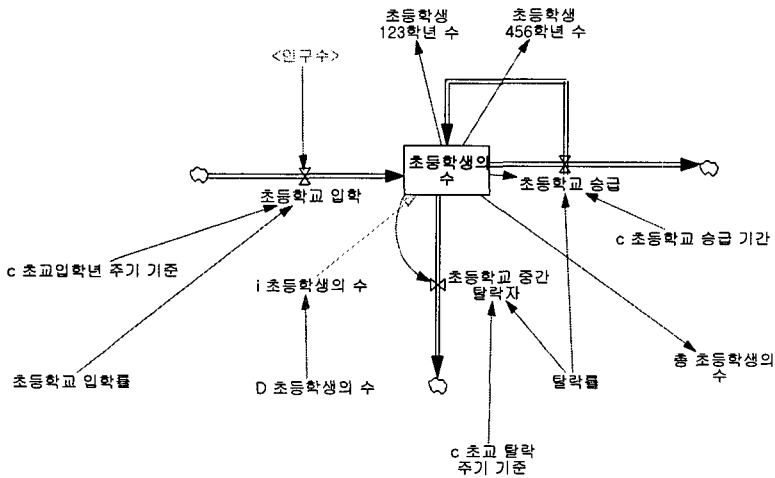 초등학생
123학년 수
초등학생
456학년 수
<인구수>
초등학생의
수
초등학교 입학
초등학교 승급
c 초등학교 승급 기간
c 초교입학년 주기 기준
i 초등학생의 수
초등학교 중간
탈락자
초등학교 입학률
D 초등학생의 수
탈락률
총 초등학생의
수
c 초교 탈락
주기 기준